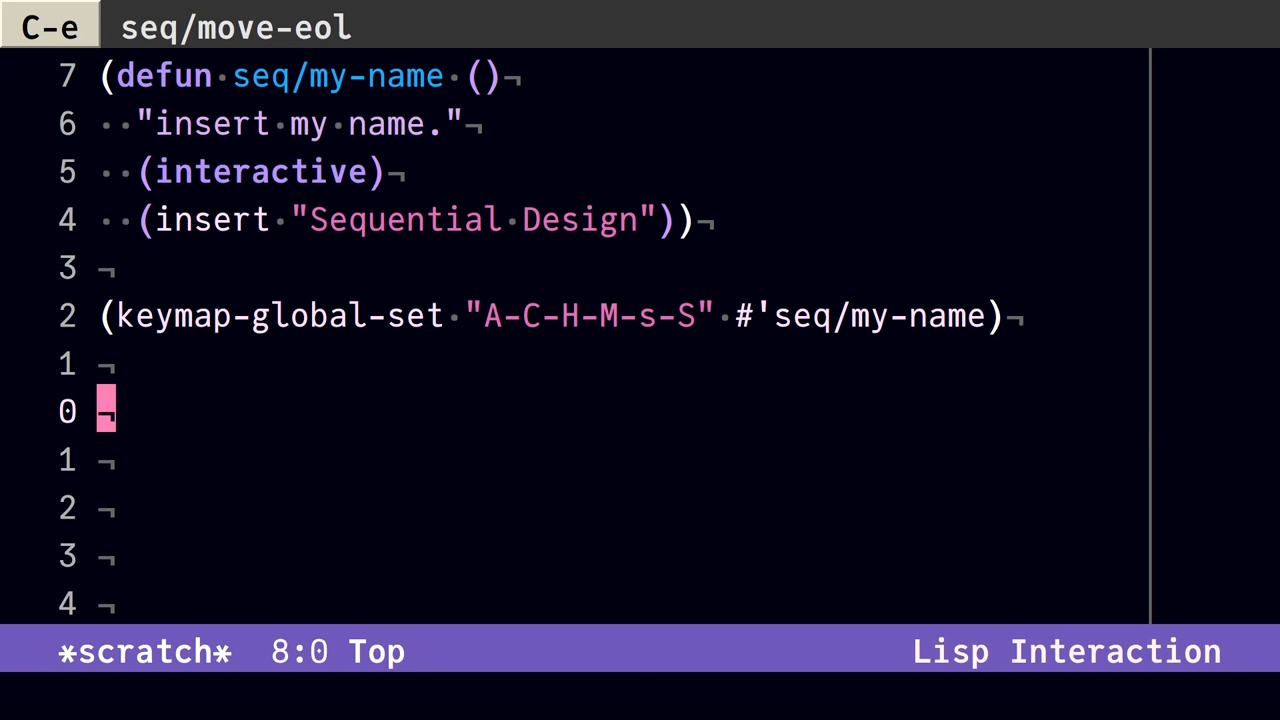 C-e seq/move-eol
7 (defun·seq/my-name·()¬
6 ··"insert·my·name."¬
5 ··(interactive)¬
4 ··(insert·"Sequential·Design"))¬
3 ¬
2 (keymap-global-set·"A-C-H-M-s-S"·#'seq/my-name)¬
1 ¬
0 ¬
1 ¬
2 ¬
3 ¬
4 ¬
*scratch* 8:0 Top Lisp Interaction